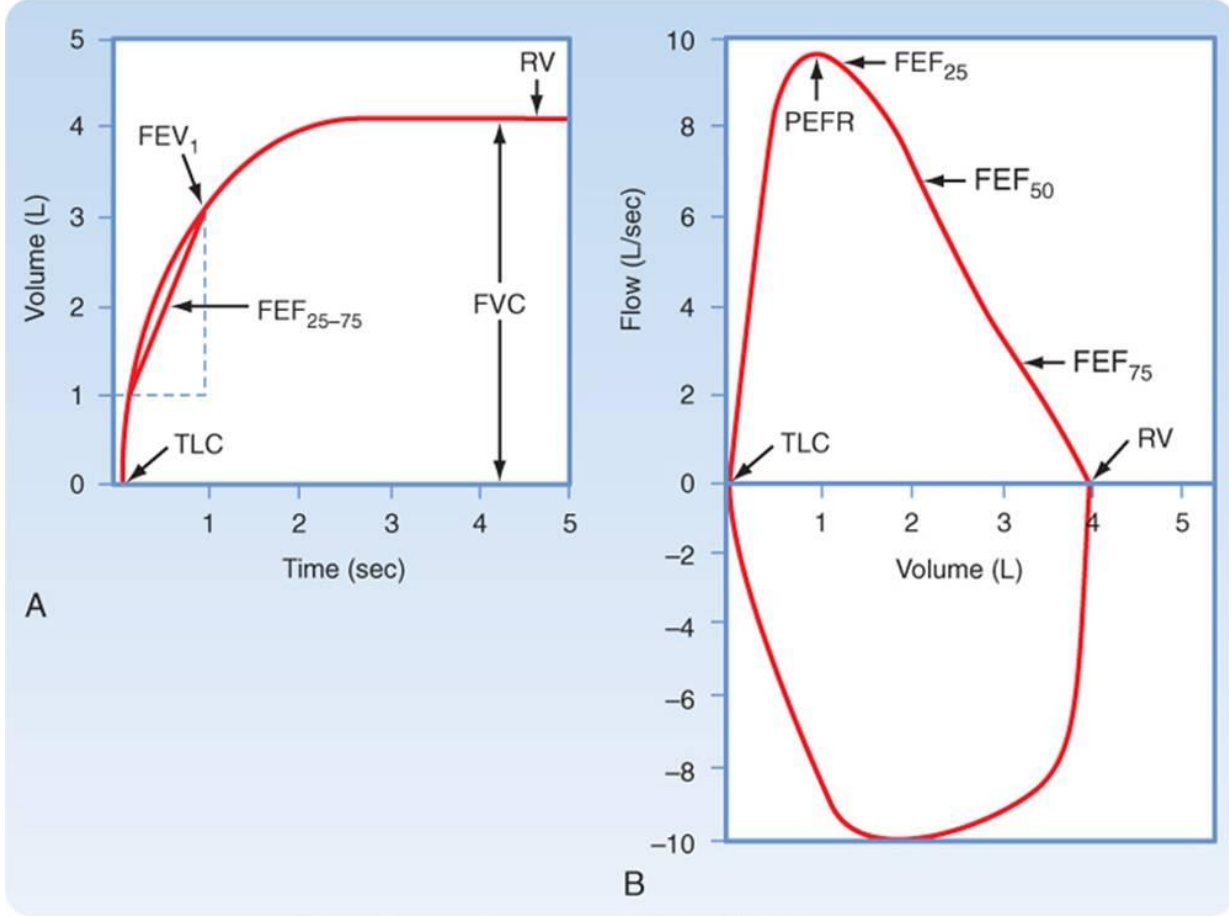 5
4
3
2
1
0
Volume (L)
FEV1
RV
FEF25–75
FVC
TLC
1 2 3 4 5
Time (sec)
A
10
8
6
4
2
0
–2
–4
–6
–8
–10
Flow (L/sec)
FEF25
PEFR
FEF50
FEF75
TLC
RV
1 2 3 4 5
Volume (L)
B